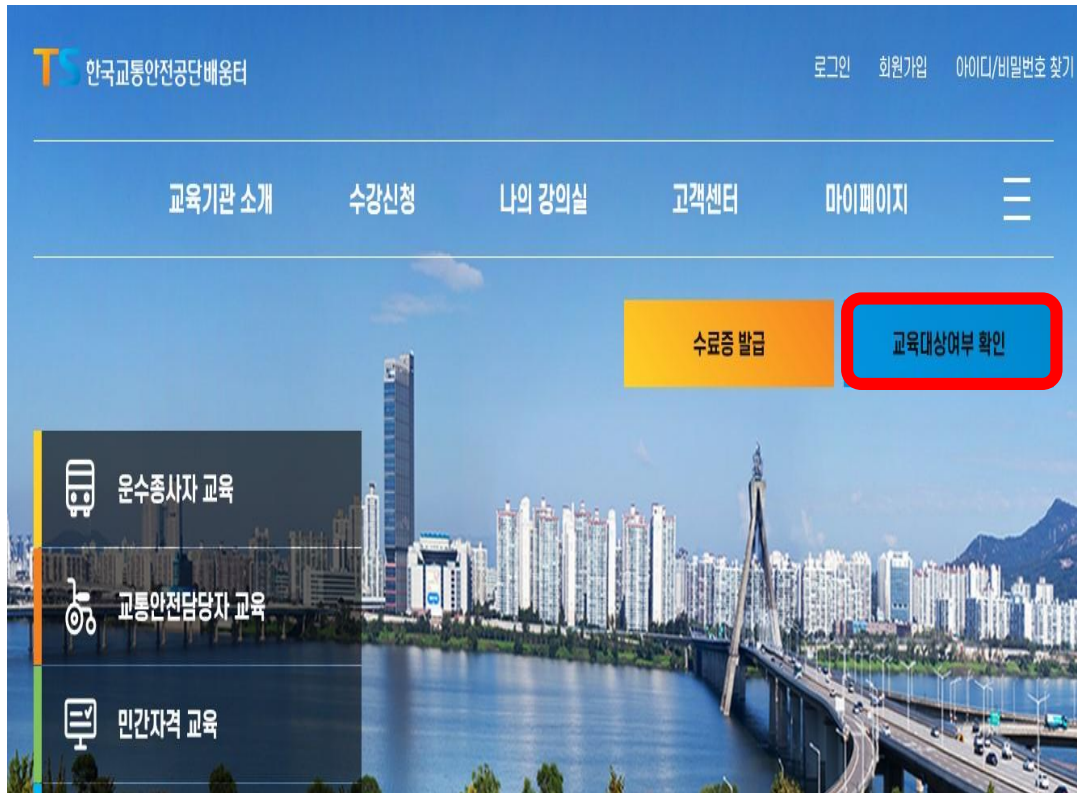 TS 한국교통안전공단배움터
로그인 회원가입 아이디/비밀번호 찾기
교육기관 소개 수강신청 나의 강의실 고객센터 마이페이지
수료증 발급 교육대상여부 확인
운수종사자 교육
교통안전담당자 교육
민간자격 교육